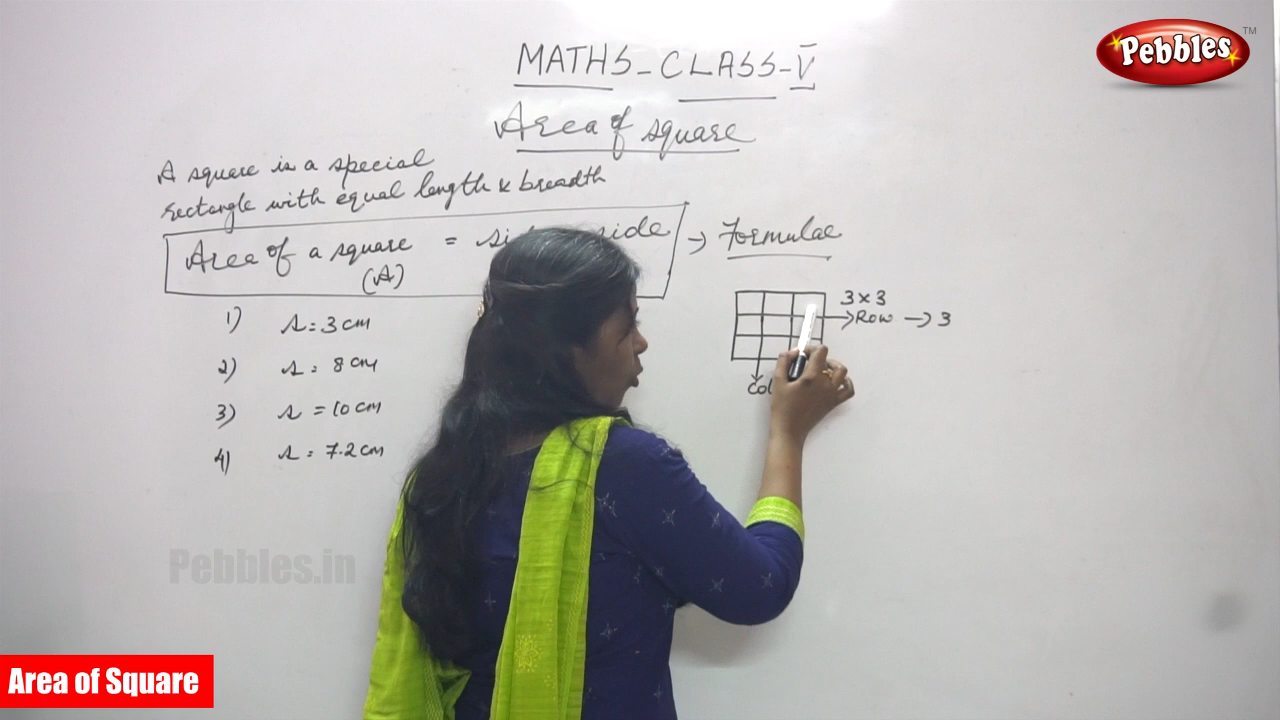 Pebbles™
MATHS - CLASS - V
Area of square
A square is a special
rectangle with equal length & breadth
Area of a square = side
(A)
→ Formulae
1) s = 3 cm
2) s = 8 cm
3) s = 10 cm
4) s = 7.2 cm
3 × 3
→ Row → 3
Pebbles.in
Area of Square